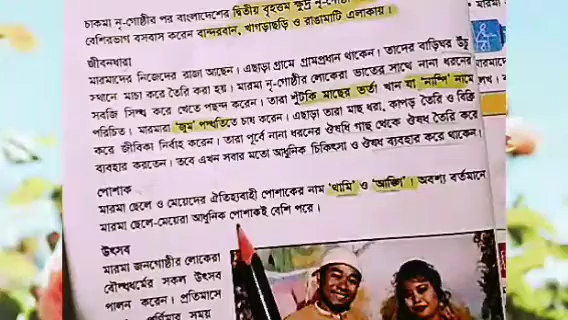 চাকমা নৃ-গোষ্ঠীর পর বাংলাদেশের দ্বিতীয় বৃহত্তম ক্ষুদ্র নৃ-গোষ্ঠী
বেশিরভাগ বসবাস করেন বান্দরবান, খাগড়াছড়ি ও রাঙামাটি এলাকায়।
জীবনধারা
মারমাদের নিজেদের রাজা আছেন। এছাড়া গ্রামে গ্রামপ্রধান থাকেন। তাদের বাড়িঘর উঁচু
স্থানে মাচা করে তৈরি করা হয়। মারমা নৃ-গোষ্ঠীর লোকেরা ভাতের সাথে নানা ধরনের
সবজি সিদ্ধ করে খেতে পছন্দ করেন। তারা শুঁটকি মাছের ভর্তা খান যা 'নাপ্পি' নামে
পরিচিত। মারমারা 'জুম' পদ্ধতিতে চাষ করেন। এছাড়া তারা মাছ ধরা, কাপড় তৈরি ও বিক্রি
করে জীবিকা নির্বাহ করেন। তারা পূর্বে নানা ধরনের ঔষধি গাছ থেকে ঔষধ তৈরি করে
ব্যবহার করতেন। তবে এখন সবার মতো আধুনিক চিকিৎসা ও ঔষধ ব্যবহার করে থাকেন।
পোশাক
মারমা ছেলে ও মেয়েদের ঐতিহ্যবাহী পোশাকের নাম 'থামি' ও 'আঞ্জি'। অবশ্য বর্তমানে
মারমা ছেলে-মেয়েরা আধুনিক পোশাকই বেশি পরে।
উৎসব
মারমা জনগোষ্ঠীর লোকেরা
বৌদ্ধধর্মের সকল উৎসব
পালন করেন। প্রতিমাসে
পূর্ণিমার সময়